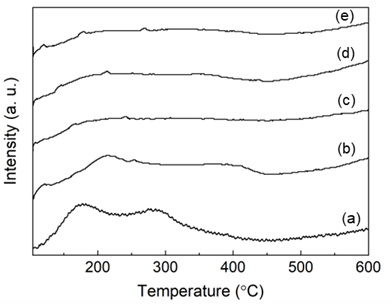 (e)
(d)
(c)
(b)
(a)
Intensity (a. u.)
200 300 400 500 600
Temperature (°C)